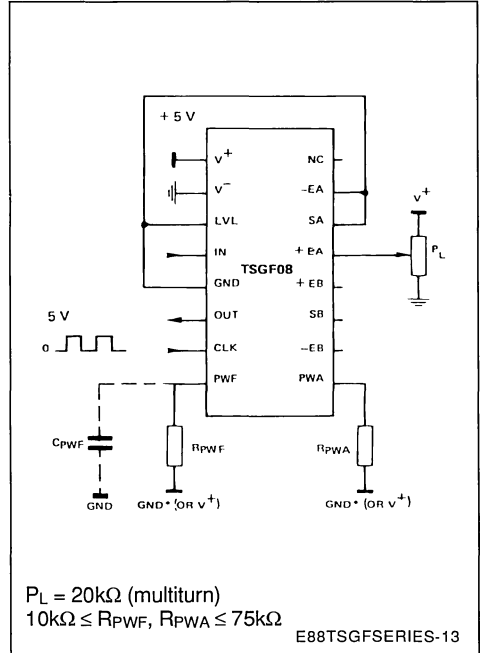 + 5 V
V+
NC
V-
-EA
V+
LVL
SA
IN
+ EA
PL
TSGF08
GND
+ EB
5 V
OUT
SB
0
CLK
-EB
PWF
PWA
CPWF
RPWF
RPWA
GND
GND* (OR V+)
GND* (OR V+)
PL = 20kΩ (multiturn)
10kΩ ≤ RPWF, RPWA ≤ 75kΩ
E88TSGFSERIES-13